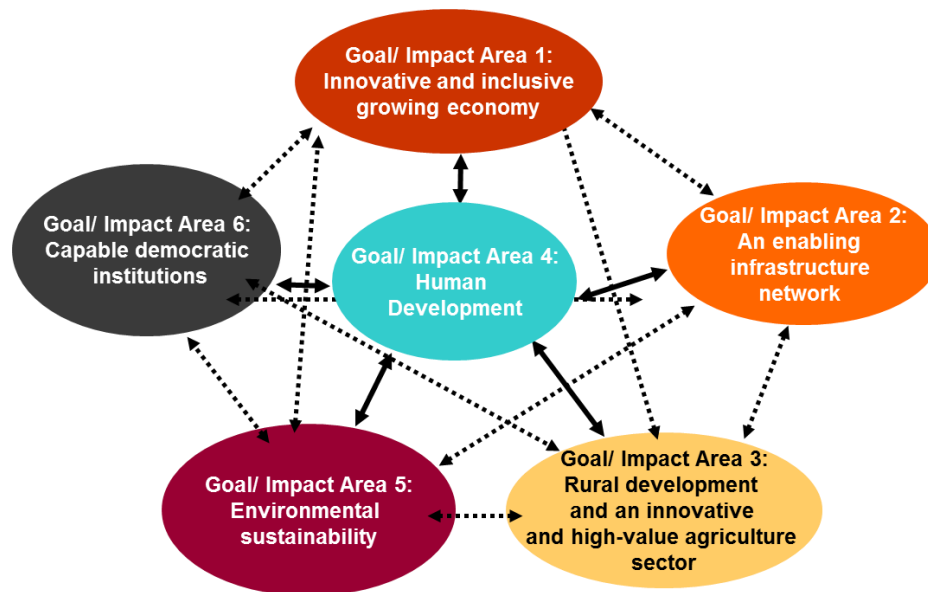 Goal/ Impact Area 1:
Innovative and inclusive
growing economy
Goal/ Impact Area 6:
Capable democratic
institutions
Goal/ Impact Area 2:
An enabling
infrastructure
network
Goal/ Impact Area 4:
Human
Development
Goal/ Impact Area 5:
Environmental
sustainability
Goal/ Impact Area 3:
Rural development
and an innovative
and high-value agriculture
sector